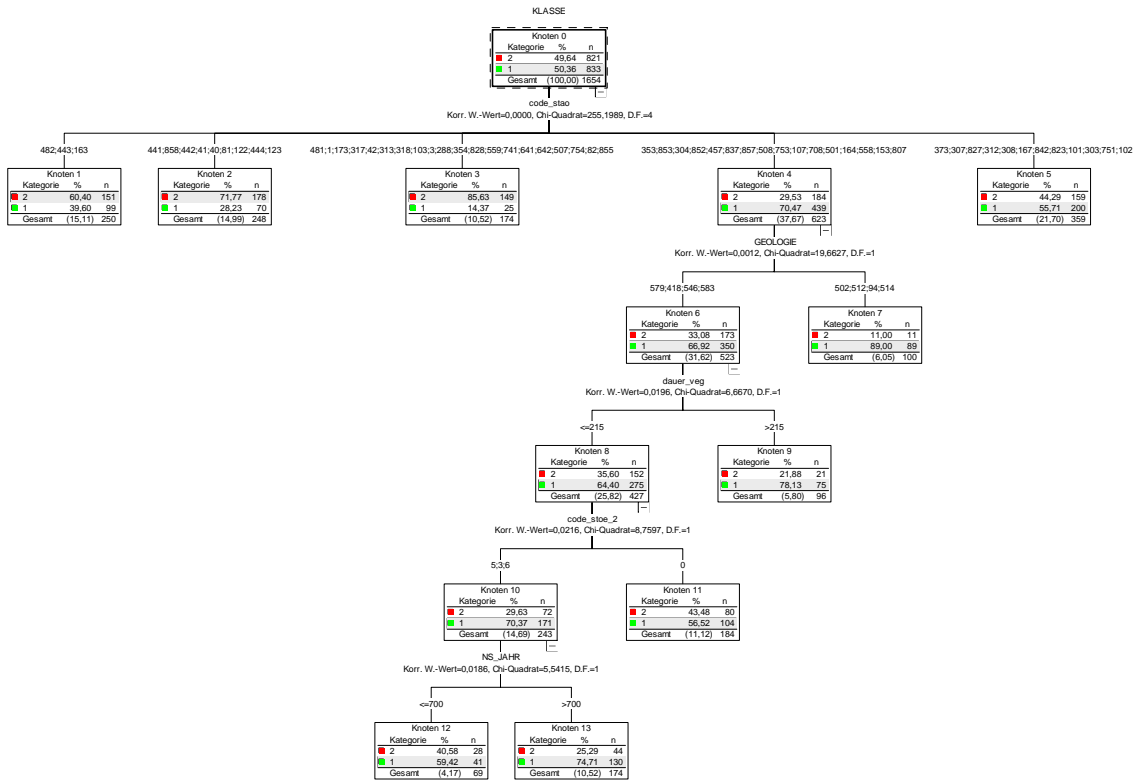 KLASSE
Knoten 0
Kategorie % n
2 49,64 821
1 50,36 833
Gesamt (100,00) 1654
code_stao
Korr. W.-Wert=0,0000, Chi-Quadrat=255,1989, D.F.=4
482;443;163
441;858;442;41;40;81;122;444;123
481;1;173;317;42;313;318;103;3;288;354;828;559;741;641;642;507;754;82;855
353;853;304;852;457;837;857;508;753;107;708;501;164;558;153;807
373;307;827;312;308;167;842;823;101;303;751;102
Knoten 1
Kategorie % n
2 60,40 151
1 39,60 99
Gesamt (15,11) 250
Knoten 2
Kategorie % n
2 71,77 178
1 28,23 70
Gesamt (14,99) 248
Knoten 3
Kategorie % n
2 85,63 149
1 14,37 25
Gesamt (10,52) 174
Knoten 4
Kategorie % n
2 29,53 184
1 70,47 439
Gesamt (37,67) 623
Knoten 5
Kategorie % n
2 44,29 159
1 55,71 200
Gesamt (21,70) 359
GEOLOGIE
Korr. W.-Wert=0,0012, Chi-Quadrat=19,6627, D.F.=1
579;418;546;583
502;512;94;514
Knoten 6
Kategorie % n
2 33,08 173
1 66,92 350
Gesamt (31,62) 523
Knoten 7
Kategorie % n
2 11,00 11
1 89,00 89
Gesamt (6,05) 100
dauer_veg
Korr. W.-Wert=0,0196, Chi-Quadrat=6,6670, D.F.=1
<=215
>215
Knoten 8
Kategorie % n
2 35,60 152
1 64,40 275
Gesamt (25,82) 427
Knoten 9
Kategorie % n
2 21,88 21
1 78,13 75
Gesamt (5,80) 96
code_stoe_2
Korr. W.-Wert=0,0216, Chi-Quadrat=8,7597, D.F.=1
5;3;6
0
Knoten 10
Kategorie % n
2 29,63 72
1 70,37 171
Gesamt (14,69) 243
Knoten 11
Kategorie % n
2 43,48 80
1 56,52 104
Gesamt (11,12) 184
NS_JAHR
Korr. W.-Wert=0,0186, Chi-Quadrat=5,5415, D.F.=1
<=700
>700
Knoten 12
Kategorie % n
2 40,58 28
1 59,42 41
Gesamt (4,17) 69
Knoten 13
Kategorie % n
2 25,29 44
1 74,71 130
Gesamt (10,52) 174